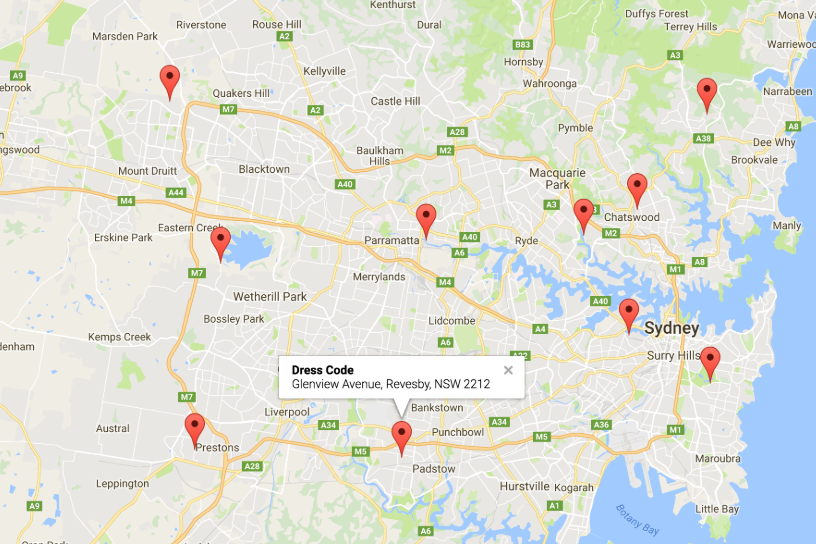 Kenthurst
Duffys Forest
Mona Va
Riverstone
Rouse Hill
Dural
Terrey Hills
Marsden Park
A2
B83
Warriewoo
A3
Hornsby
A9
Kellyville
ebrook
Wahroonga
Quakers Hill
Narrabeen
M7
A2
Castle Hill
Pymble
A8
A28
A38
Dee Why
ngswood
Baulkham
Hills
M2
Brookvale
Mount Druitt
Blacktown
Macquarie
Park
A40
A44
M4
A3
Chatswood
Eastern Creek
Manly
Erskine Park
Parramatta
A40
Ryde
M2
A6
A8
M7
M1
Merrylands
M4
Wetherill Park
A40
Bossley Park
Lidcombe
Sydney
A4
Kemps Creek
A6
denham
Surry Hills
A22
Dress Code
Glenview Avenue, Revesby, NSW 2212
M7
Liverpool
Bankstown
A34
A34
A36
Austral
Punchbowl
M5
M1
Prestons
M5
A28
Padstow
Maroubra
Leppington
Hurstville
Kogarah
A9
A1
Little Bay
Botany Bay
A6